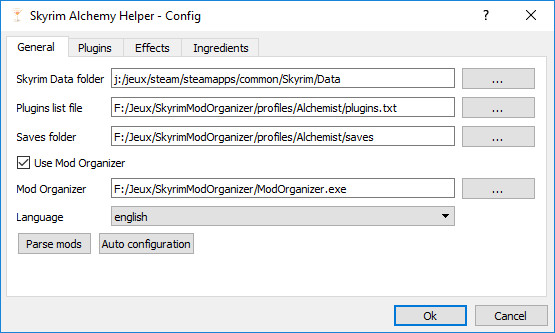 Skyrim Alchemy Helper - Config ?
General Plugins Effects Ingredients
Skyrim Data folder j:/jeux/steam/steamapps/common/Skyrim/Data ...
Plugins list file F:/Jeux/SkyrimModOrganizer/profiles/Alchemist/plugins.txt ...
Saves folder F:/Jeux/SkyrimModOrganizer/profiles/Alchemist/saves ...
Use Mod Organizer
Mod Organizer F:/Jeux/SkyrimModOrganizer/ModOrganizer.exe ...
Language english
Parse mods Auto configuration
Ok Cancel